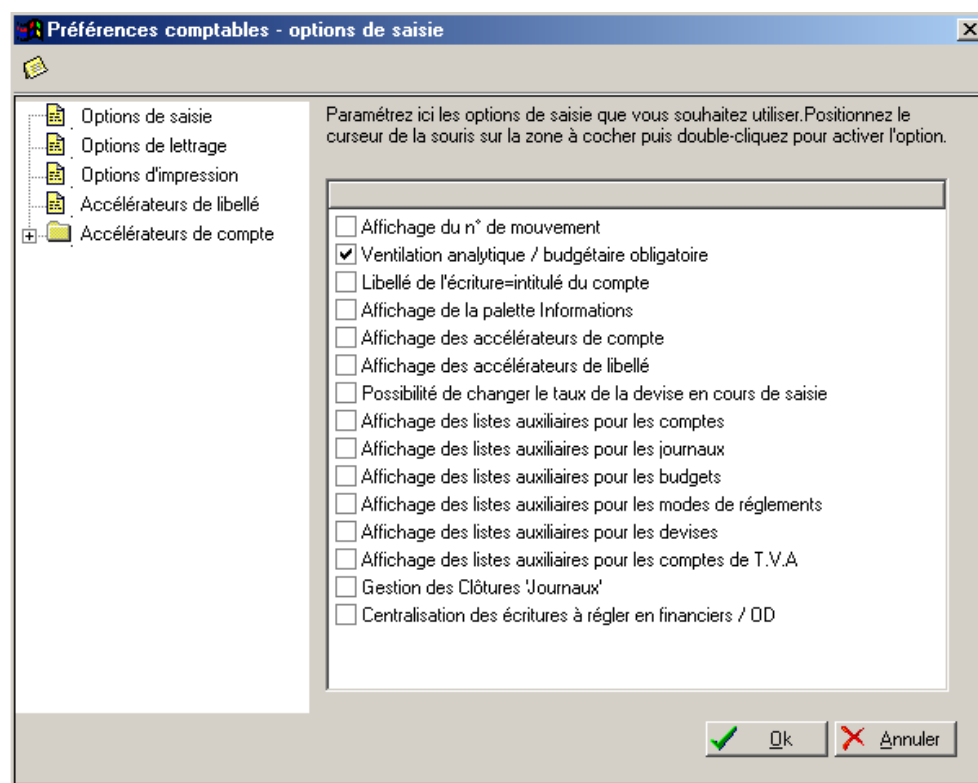 Préférences comptables - options de saisie
Options de saisie
Options de lettrage
Options d'impression
Accélérateurs de libellé
Accélérateurs de compte
Paramétrez ici les options de saisie que vous souhaitez utiliser.Positionnez le
curseur de la souris sur la zone à cocher puis double-cliquez pour activer l'option.
Affichage du n° de mouvement
Ventilation analytique / budgétaire obligatoire
Libellé de l'écriture=intitulé du compte
Affichage de la palette Informations
Affichage des accélérateurs de compte
Affichage des accélérateurs de libellé
Possibilité de changer le taux de la devise en cours de saisie
Affichage des listes auxiliaires pour les comptes
Affichage des listes auxiliaires pour les journaux
Affichage des listes auxiliaires pour les budgets
Affichage des listes auxiliaires pour les modes de réglements
Affichage des listes auxiliaires pour les devises
Affichage des listes auxiliaires pour les comptes de T.V.A
Gestion des Clôtures 'Journaux'
Centralisation des écritures à régler en financiers / OD
Ok
Annuler